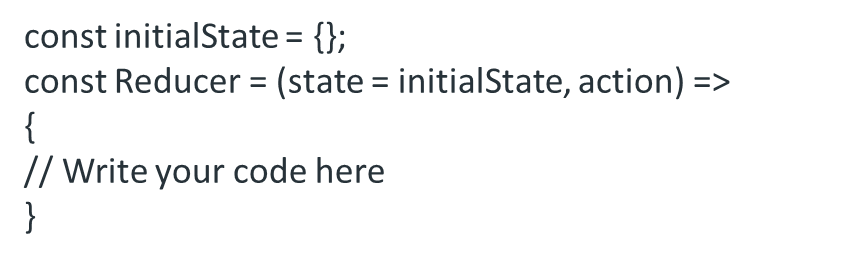 const initialState = {};
const Reducer = (state = initialState, action) =>
{
// Write your code here
}